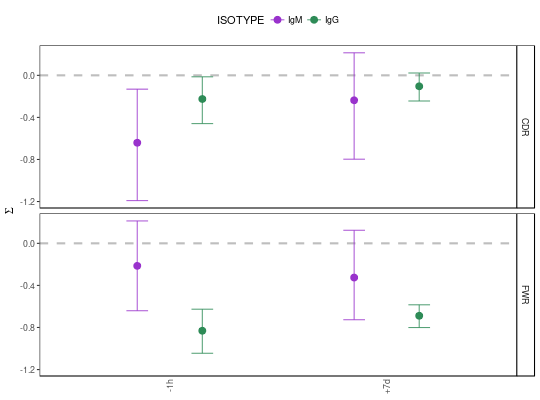 ISOTYPE IgM IgG
0.0
-0.4
-0.8
-1.2
CDR
Σ
0.0
-0.4
-0.8
-1.2
FWR
-1h
+7d